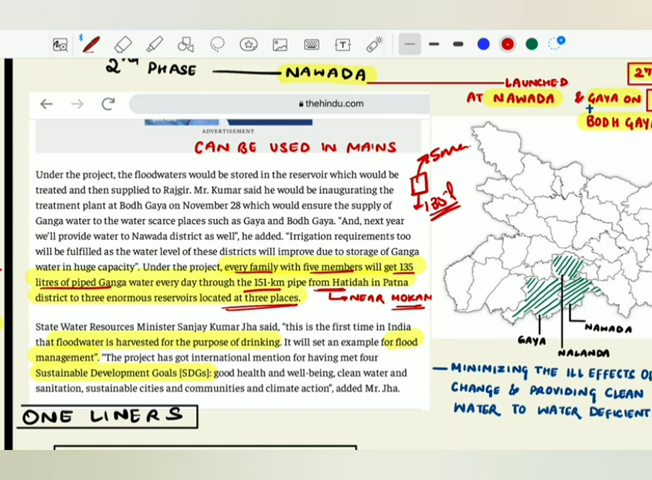 2nd PHASE — NAWADA
LAUNCHED
AT NAWADA & GAYA ON
+
BODH GAY
thehindu.com
ADVERTISEMENT
CAN BE USED IN MAINS
Under the project, the floodwaters would be stored in the reservoir which would be
treated and then supplied to Rajgir. Mr. Kumar said he would be inaugurating the
treatment plant at Bodh Gaya on November 28 which would ensure the supply of
Ganga water to the water scarce places such as Gaya and Bodh Gaya. "And, next year
we'll provide water to Nawada district as well", he added. "Irrigation requirements too
will be fulfilled as the water level of these districts will improve due to storage of Ganga
water in huge capacity". Under the project, every family with five members will get 135
litres of piped Ganga water every day through the 151-km pipe from Hatidah in Patna
district to three enormous reservoirs located at three places.
NEAR MOKAM
State Water Resources Minister Sanjay Kumar Jha said, "this is the first time in India
that floodwater is harvested for the purpose of drinking. It will set an example for flood
management". "The project has got international mention for having met four
Sustainable Development Goals [SDGs]: good health and well-being, clean water and
sanitation, sustainable cities and communities and climate action", added Mr. Jha.
NAWADA
GAYA
NALANDA
— MINIMIZING THE ILL EFFECTS OF
CHANGE & PROVIDING CLEAN
WATER TO WATER DEFICIENT
ONE LINERS